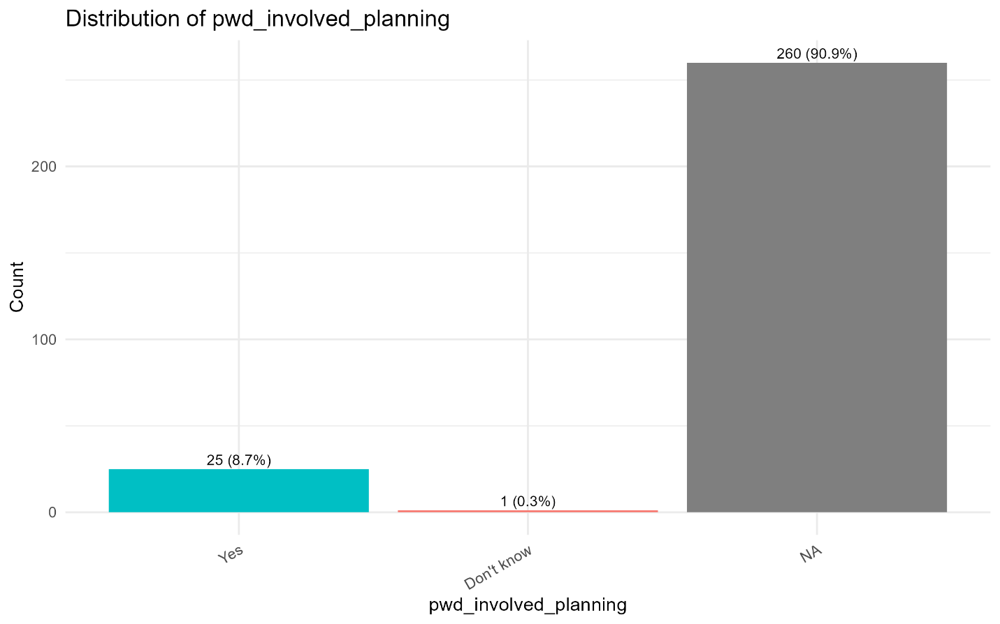 Distribution of pwd_involved_planning
260 (90.9%)
200
Count
100
25 (8.7%)
1 (0.3%)
0
Yes
Don't know
NA
pwd_involved_planning